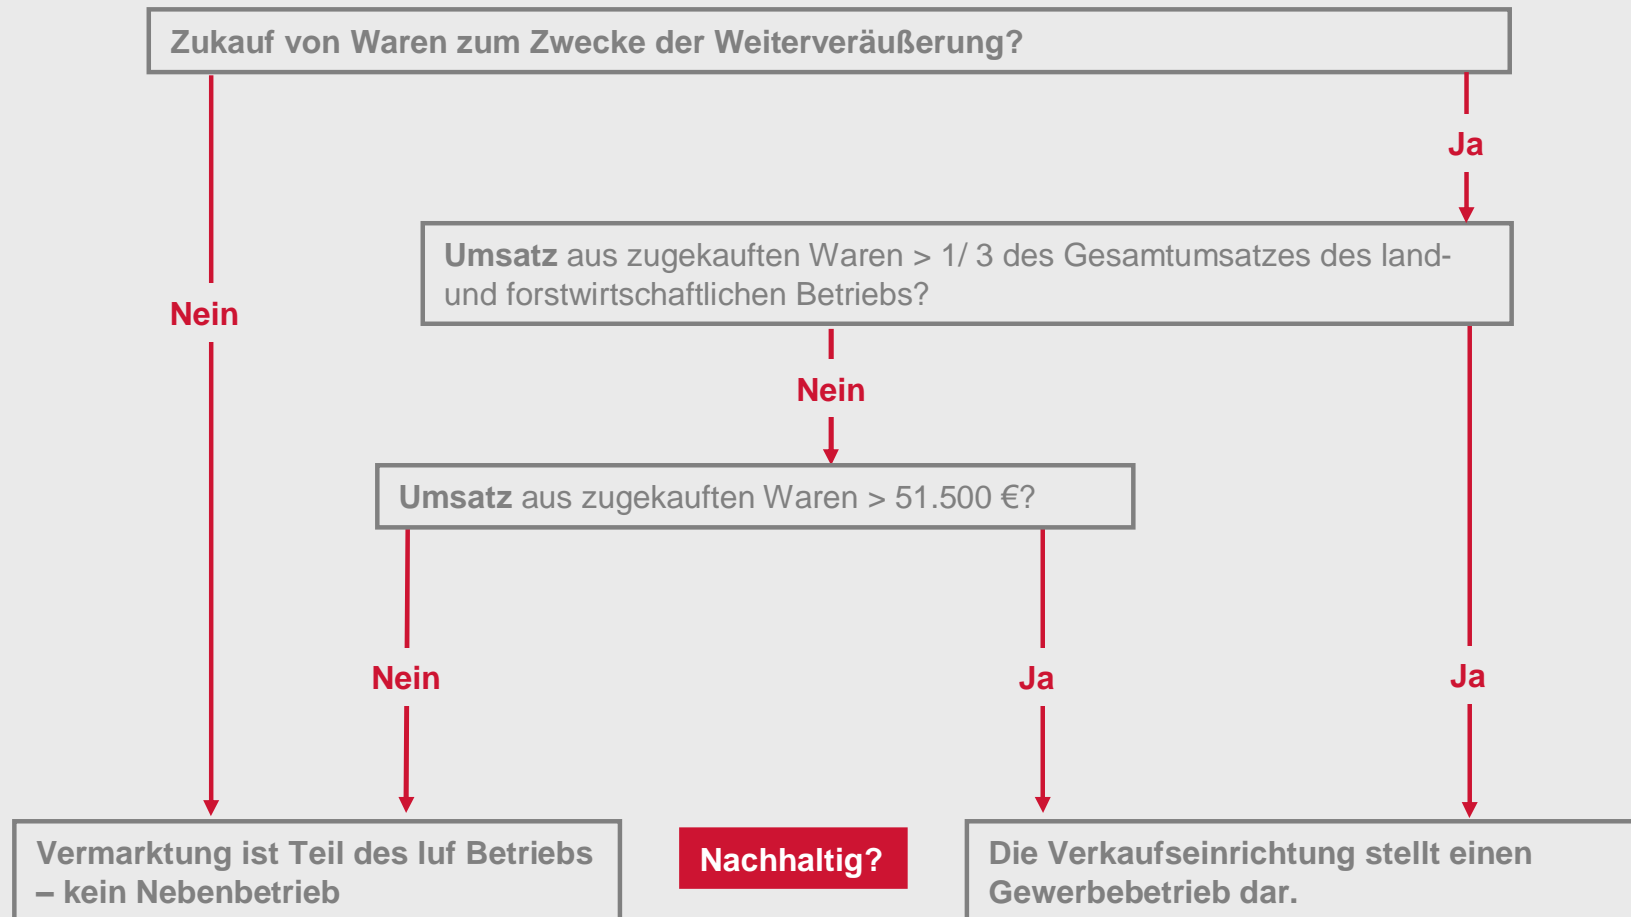 Zukauf von Waren zum Zwecke der Weiterveräußerung?
Ja
Umsatz aus zugekauften Waren > 1/ 3 des Gesamtumsatzes des land-
und forstwirtschaftlichen Betriebs?
Nein
Nein
Umsatz aus zugekauften Waren > 51.500 €?
Nein
Ja
Ja
Vermarktung ist Teil des luf Betriebs
– kein Nebenbetrieb
Nachhaltig?
Die Verkaufseinrichtung stellt einen
Gewerbebetrieb dar.